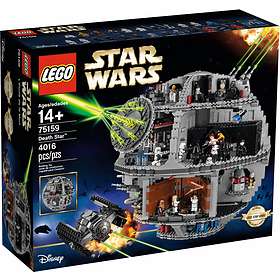 LEGO
STAR
WARS
Ages/edades
14+
75159
Death Star
4016
pcs/pzs
Disney